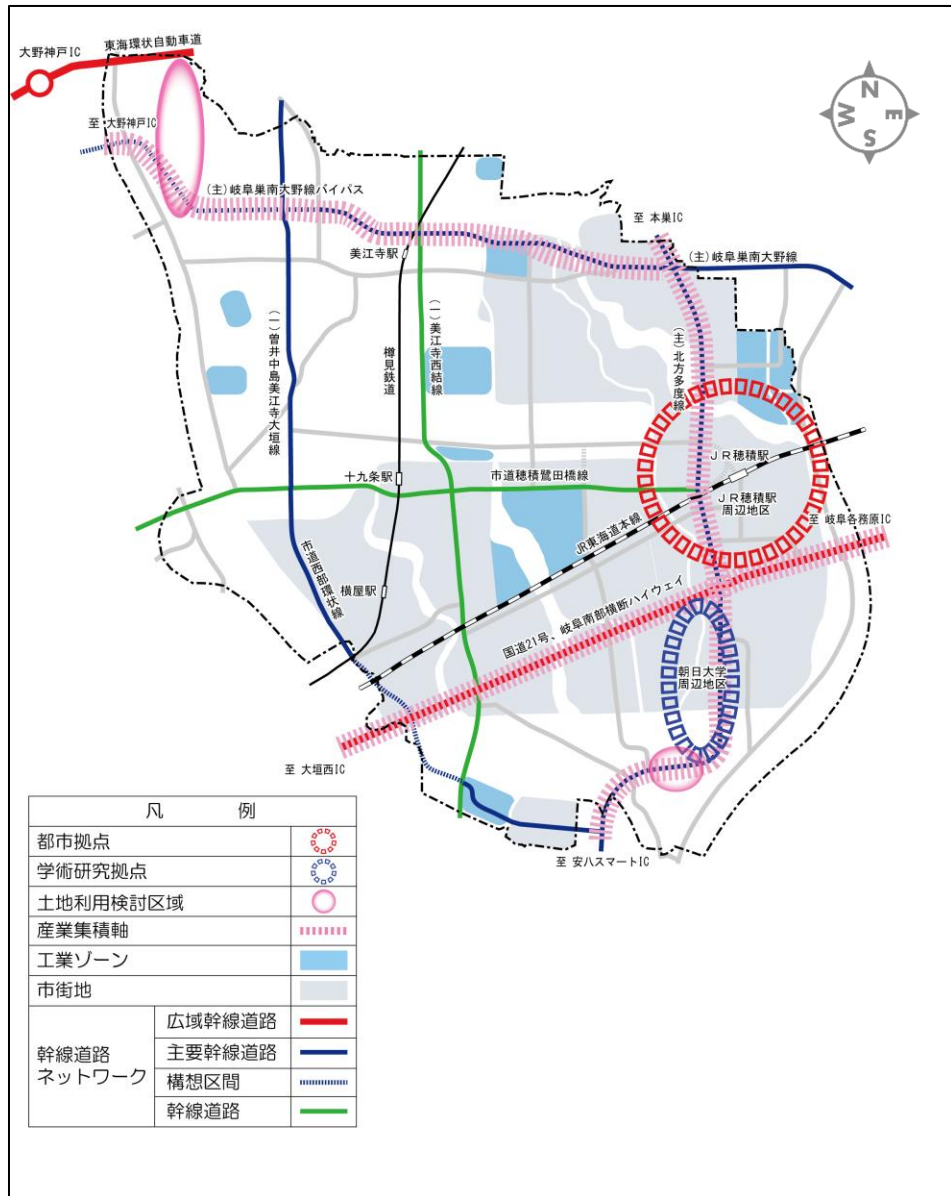 大野神戸IC
東海環状自動車道
至 大野神戸IC
N
W
E
S
(主)岐阜巣南大野線バイパス
至 本巣IC
美江寺駅
(主)岐阜巣南大野線
(一)曽井中島美江寺大垣線
樽見鉄道
(一)美江寺西結線
(主)北方多度線
JR穂積駅
十九条駅
市道穂積鷺田橋線
JR穂積駅
周辺地区
至 岐阜各務原IC
JR東海道本線
市道西部環状線
横屋駅
国道21号、岐阜南部横断ハイウェイ
朝日大学
周辺地区
至 大垣西IC
至 安八スマートIC
凡 例
都市拠点
学術研究拠点
土地利用検討区域
産業集積軸
工業ゾーン
市街地
幹線道路
ネットワーク
広域幹線道路
主要幹線道路
構想区間
幹線道路